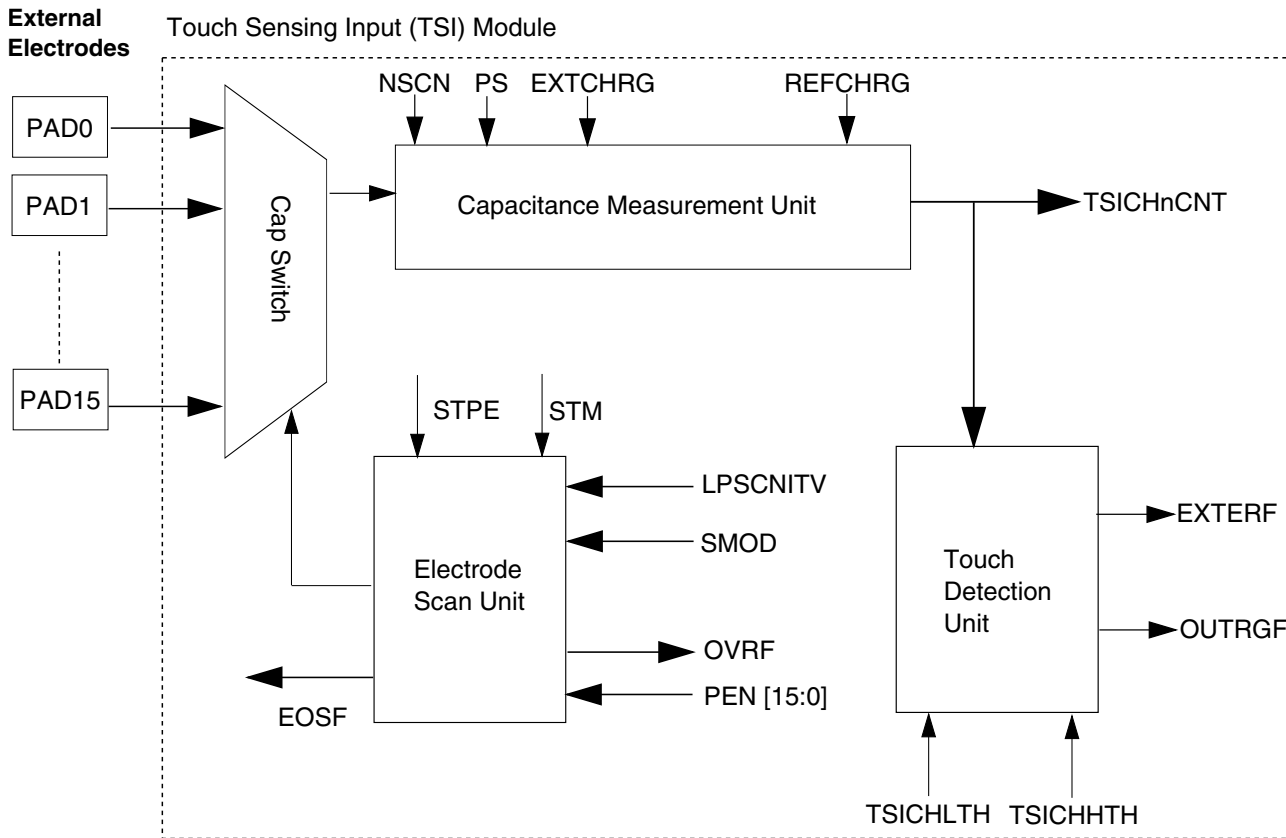 External
Electrodes
Touch Sensing Input (TSI) Module
NSCN PS EXTCHRG REFCHRG
PAD0
PAD1
PAD15
Cap Switch
Capacitance Measurement Unit
TSICHnCNT
STPE STM
LPSCNITV
SMOD
Electrode
Scan Unit
OVRF
PEN [15:0]
EOSF
Touch
Detection
Unit
EXTERF
OUTRGF
TSICHLTH TSICHHTH